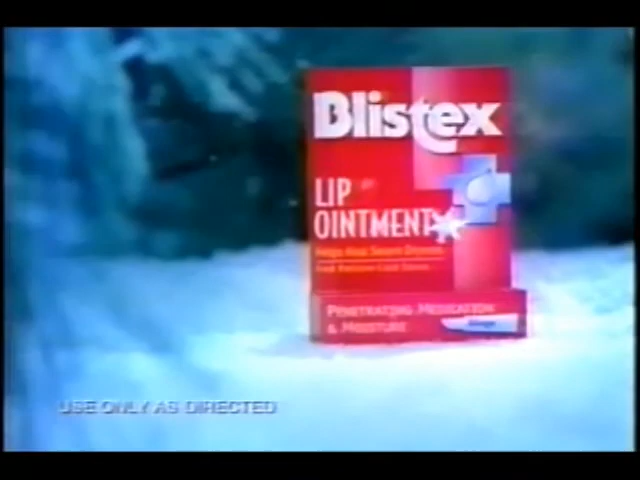 Blistex
LIP
OINTMENT
PENETRATING MEDICATION
& MOISTURE
USE ONLY AS DIRECTED